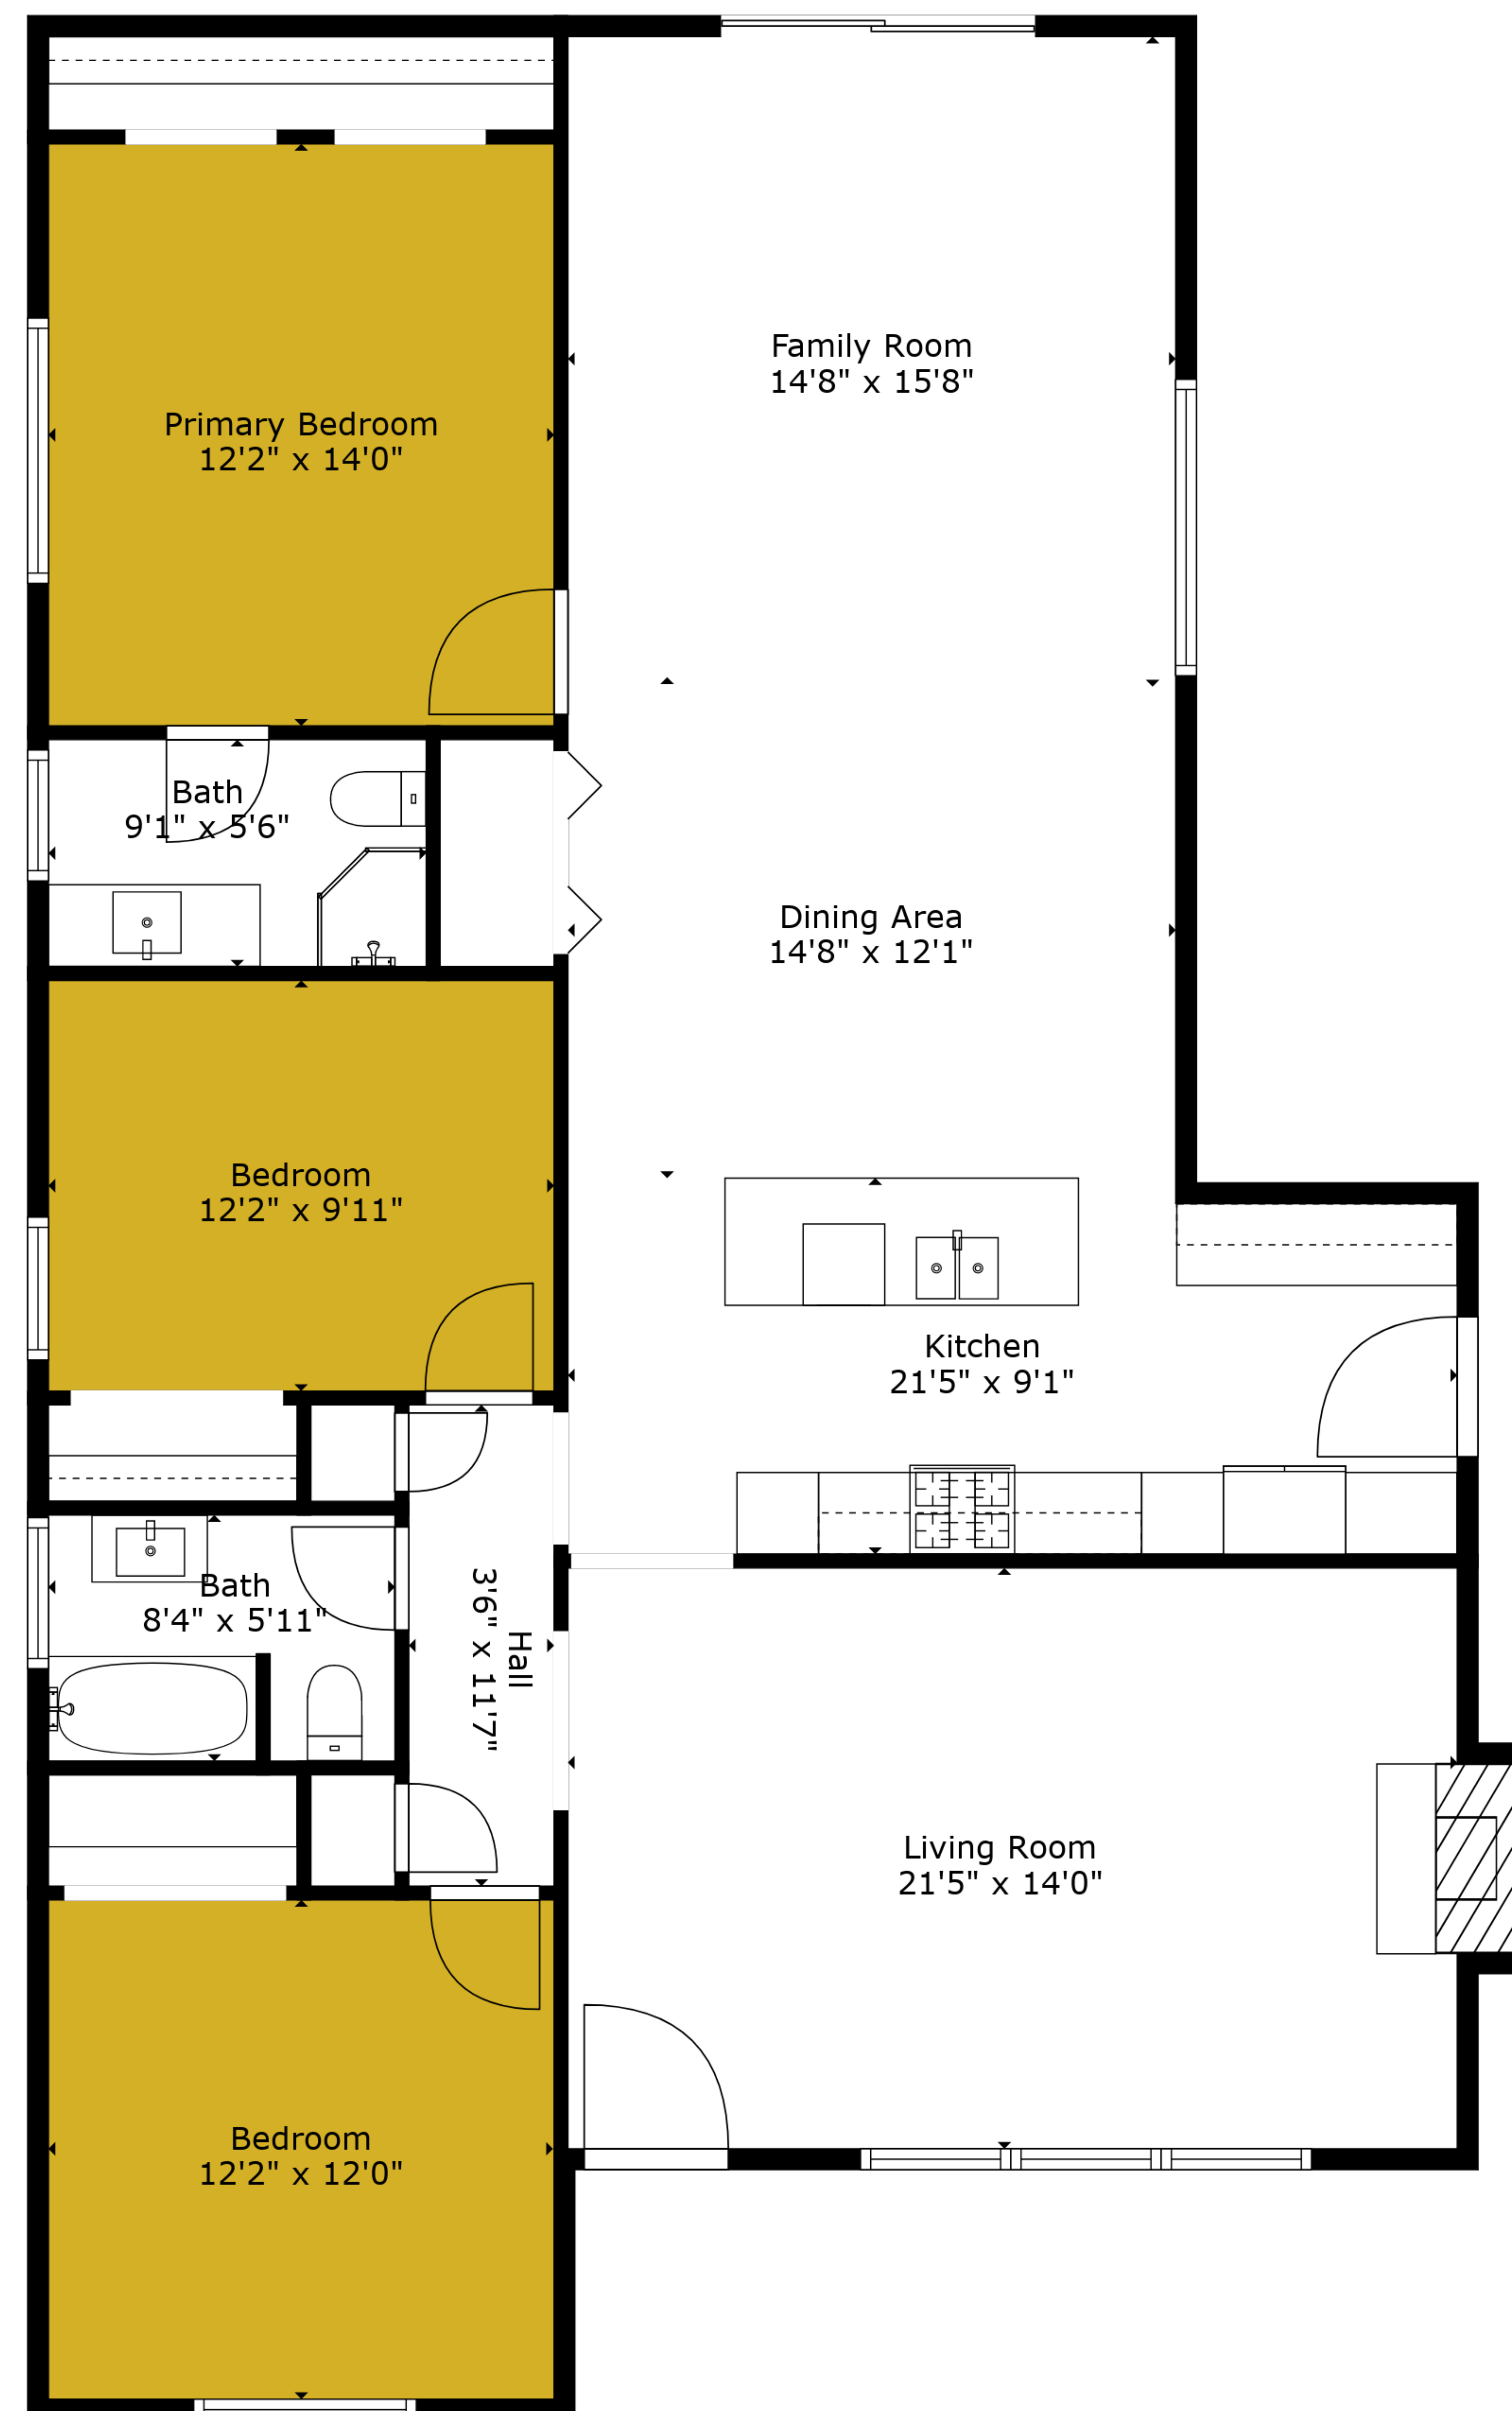 Family Room
14'8" x 15'8"
Primary Bedroom
12'2" x 14'0"
Bath
9'1" x 5'6"
Dining Area
14'8" x 12'1"
Bedroom
12'2" x 9'11"
Kitchen
21'5" x 9'1"
Bath
8'4" x 5'11"
Hall
3'6" x 11'7"
Living Room
21'5" x 14'0"
Bedroom
12'2" x 12'0"